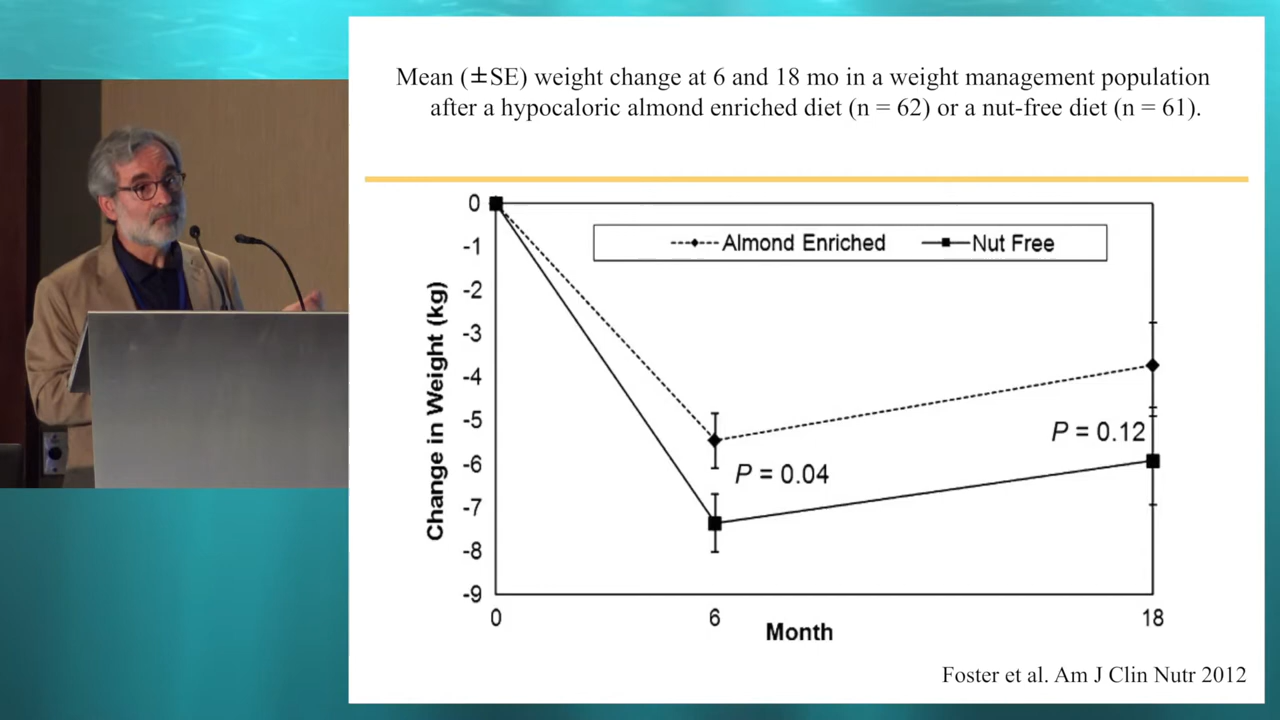 Mean (±SE) weight change at 6 and 18 mo in a weight management population
after a hypocaloric almond enriched diet (n = 62) or a nut-free diet (n = 61).
0
-1
-2
-3
-4
-5
-6
-7
-8
-9
Change in Weight (kg)
Almond Enriched
Nut Free
P = 0.04
P = 0.12
0
6
18
Month
Foster et al. Am J Clin Nutr 2012